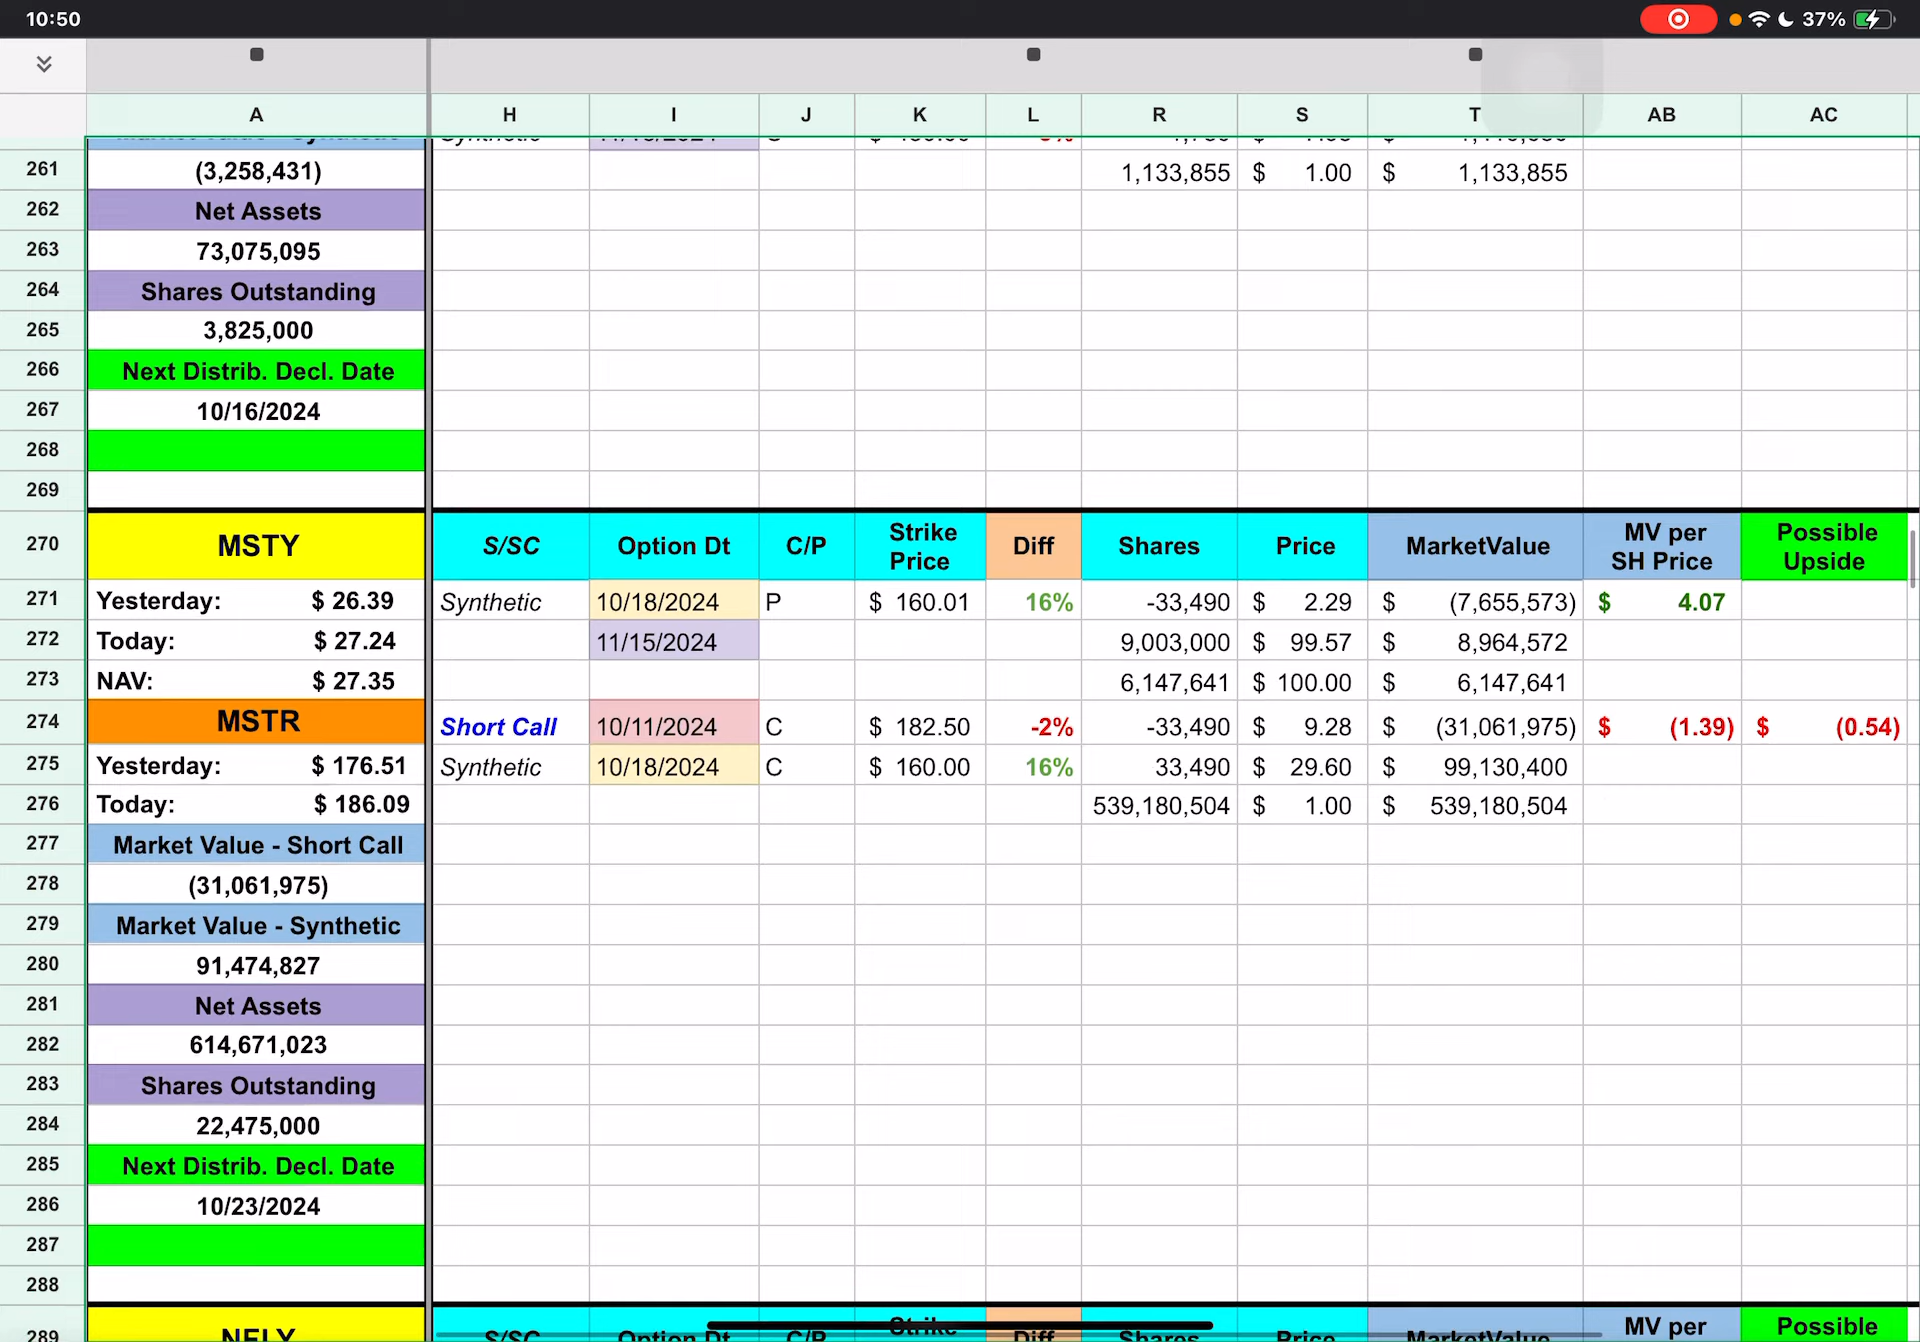 10:50
37%
A H I J K L R S T AB AC
261 (3,258,431) 1,133,855 $ 1.00 $ 1,133,855
262 Net Assets
263 73,075,095
264 Shares Outstanding
265 3,825,000
266 Next Distrib. Decl. Date
267 10/16/2024
268
269
270 MSTY S/SC Option Dt C/P Strike Price Diff Shares Price MarketValue MV per SH Price Possible Upside
271 Yesterday: $ 26.39 Synthetic 10/18/2024 P $ 160.01 16% -33,490 $ 2.29 $ (7,655,573) $ 4.07
272 Today: $ 27.24 11/15/2024 9,003,000 $ 99.57 $ 8,964,572
273 NAV: $ 27.35 6,147,641 $ 100.00 $ 6,147,641
274 MSTR Short Call 10/11/2024 C $ 182.50 -2% -33,490 $ 9.28 $ (31,061,975) $ (1.39) $ (0.54)
275 Yesterday: $ 176.51 Synthetic 10/18/2024 C $ 160.00 16% 33,490 $ 29.60 $ 99,130,400
276 Today: $ 186.09 539,180,504 $ 1.00 $ 539,180,504
277 Market Value - Short Call
278 (31,061,975)
279 Market Value - Synthetic
280 91,474,827
281 Net Assets
282 614,671,023
283 Shares Outstanding
284 22,475,000
285 Next Distrib. Decl. Date
286 10/23/2024
287
288
289 NFLY S/SC Option Dt C/P Strike Diff Shares Price MarketValue MV per Possible